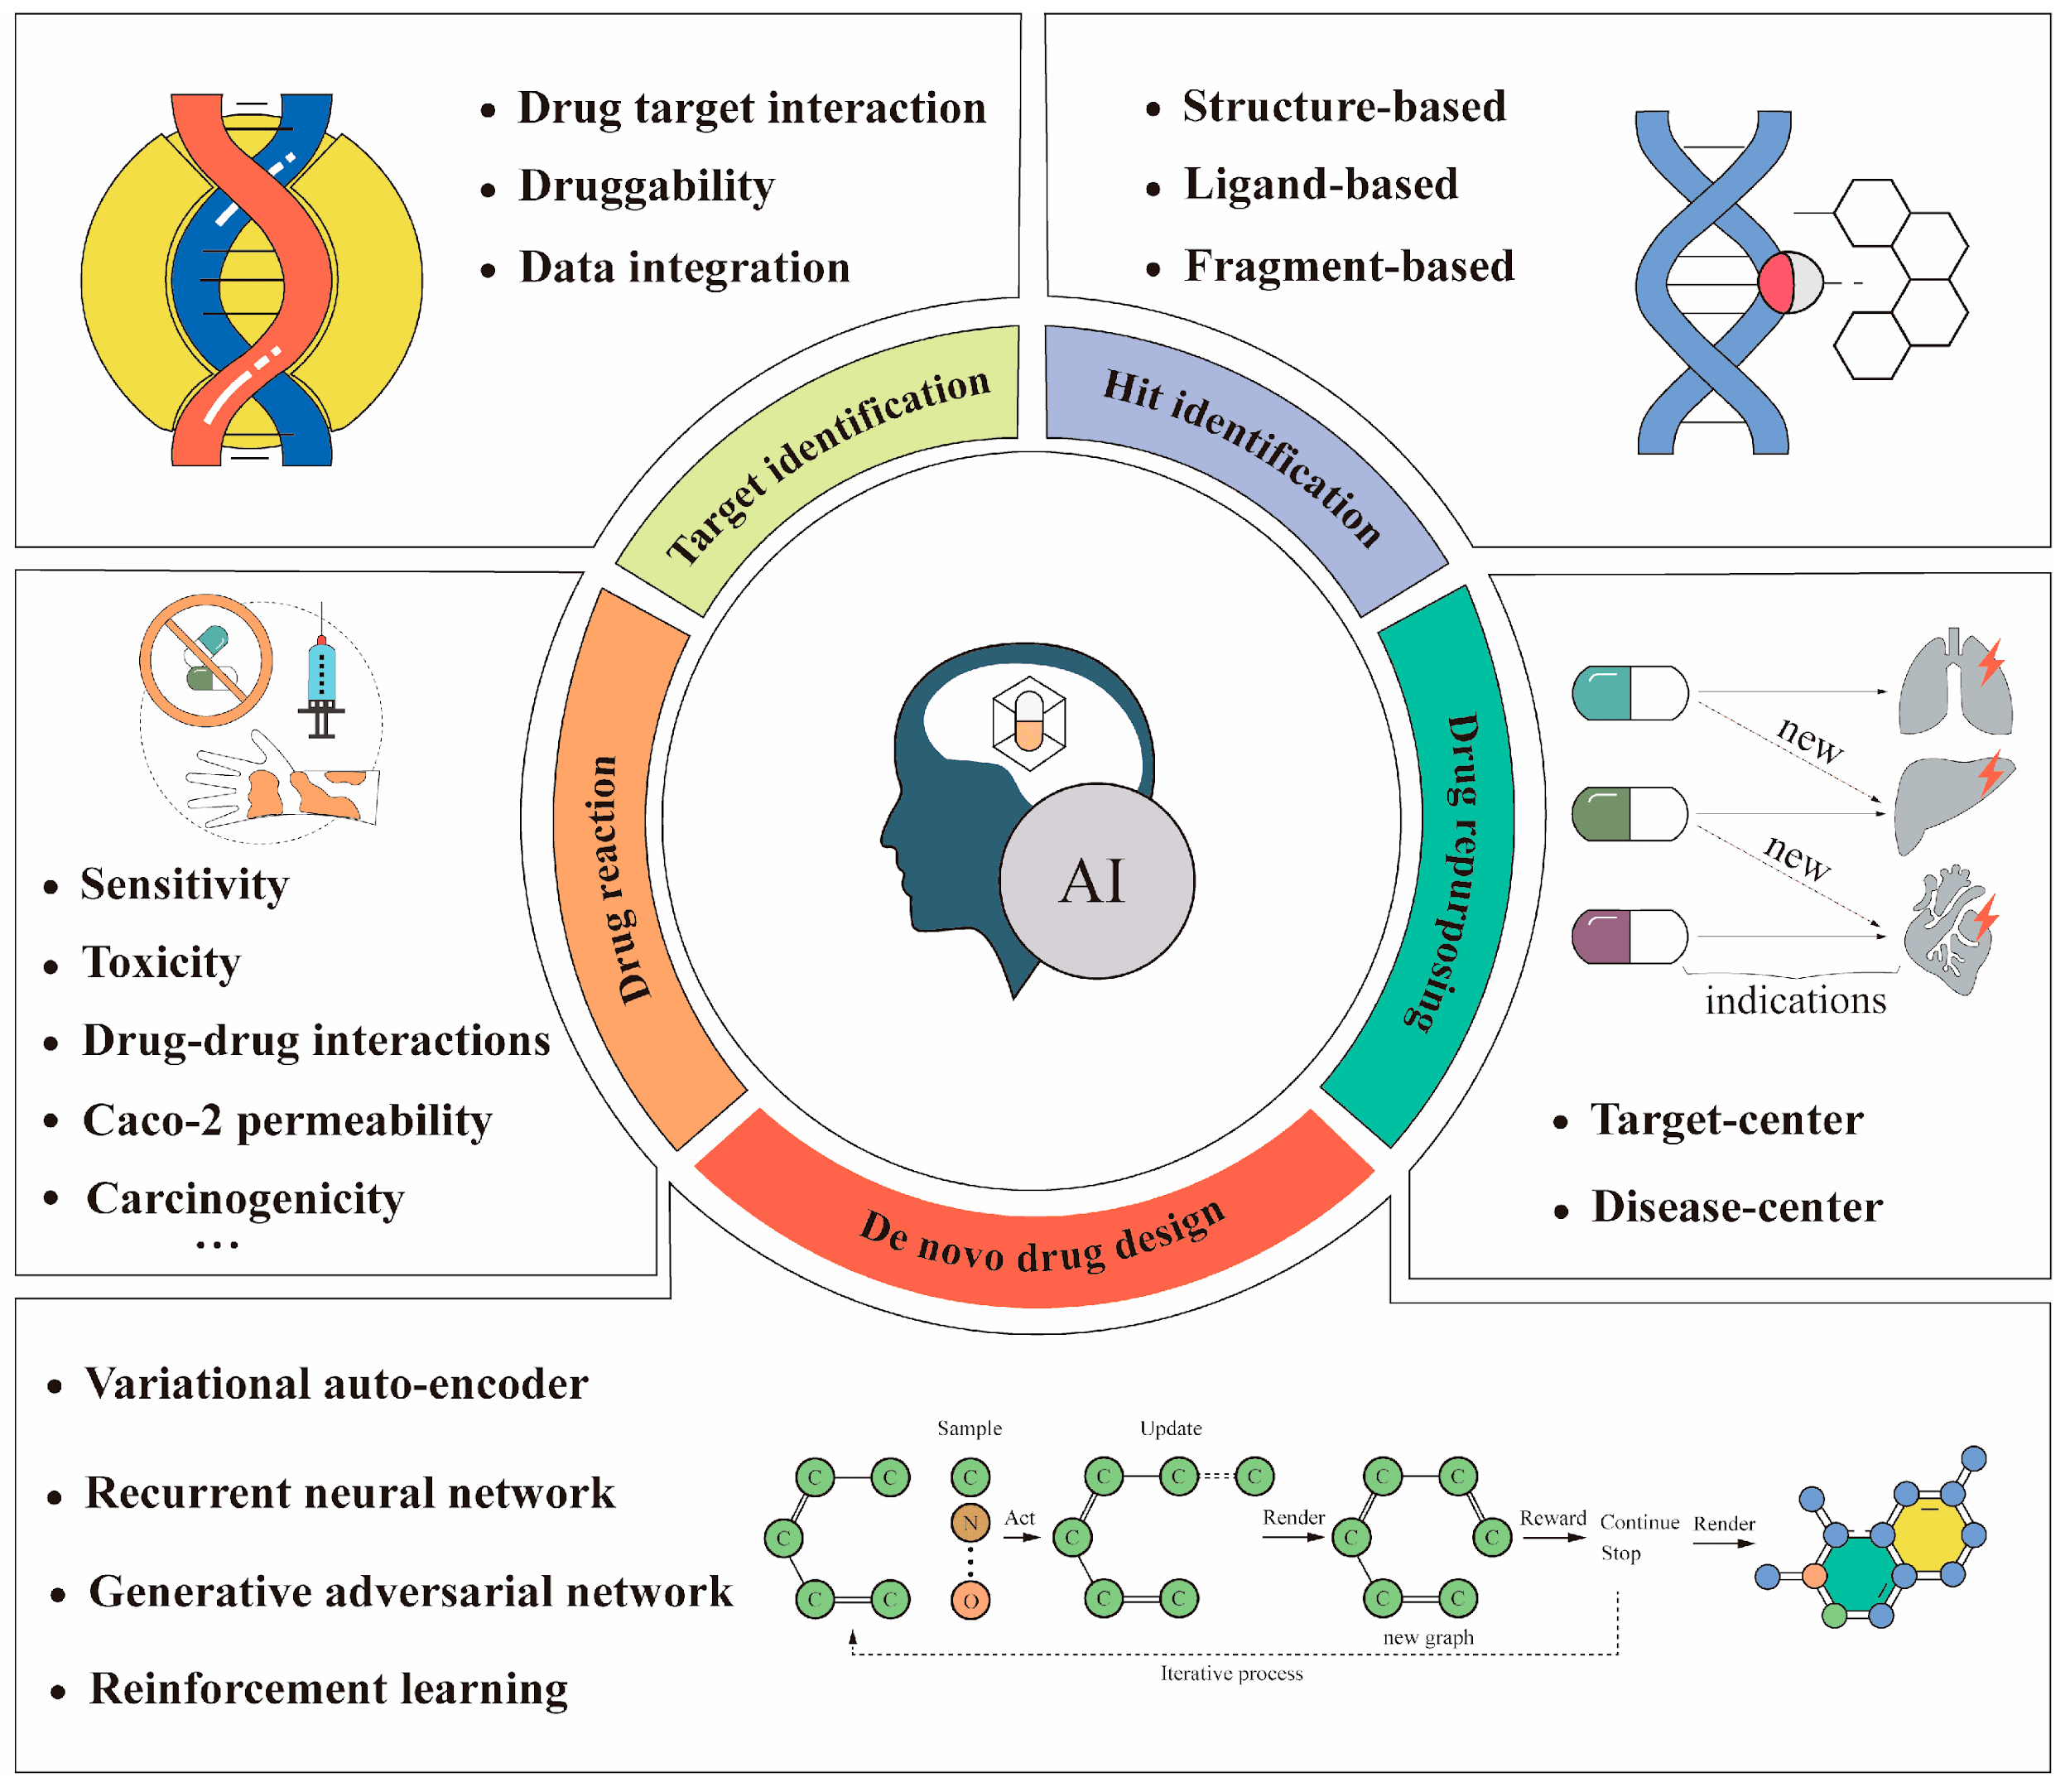 • Drug target interaction
• Druggability
• Data integration
• Structure-based
• Ligand-based
• Fragment-based
Target identification
Hit identification
Drug reaction
Drug repurposing
De novo drug design
AI
• Sensitivity
• Toxicity
• Drug-drug interactions
• Caco-2 permeability
• Carcinogenicity
...
new
new
indications
• Target-center
• Disease-center
• Variational auto-encoder
• Recurrent neural network
• Generative adversarial network
• Reinforcement learning
Sample
Update
C C C C C C C C
C N Act C Render C C Reward Continue Render
Stop
C C O C C C C
new graph
Iterative process